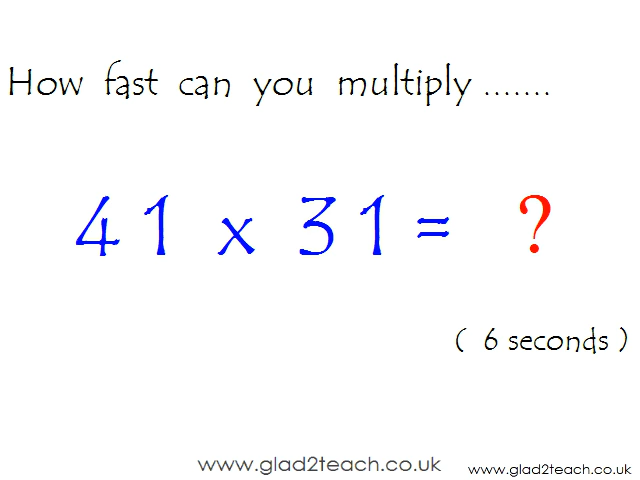 How fast can you multiply .......
41 x 31 = ?
( 6 seconds )
www.glad2teach.co.uk
www.glad2teach.co.uk